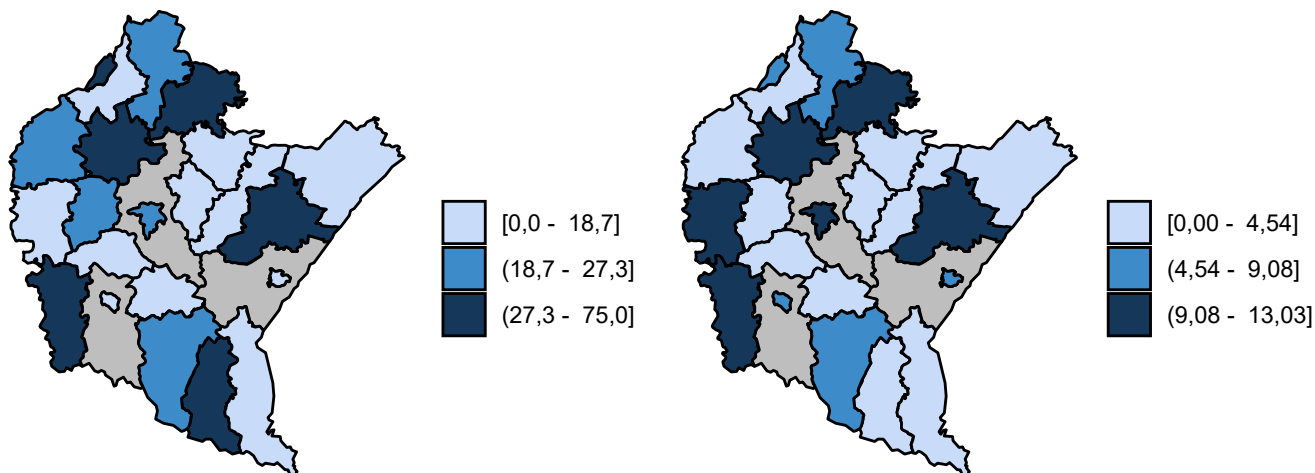 [0,0 -  18,7]
(18,7 -  27,3]
(27,3 -  75,0]
[0,00 -  4,54]
(4,54 -  9,08]
(9,08 -  13,03]